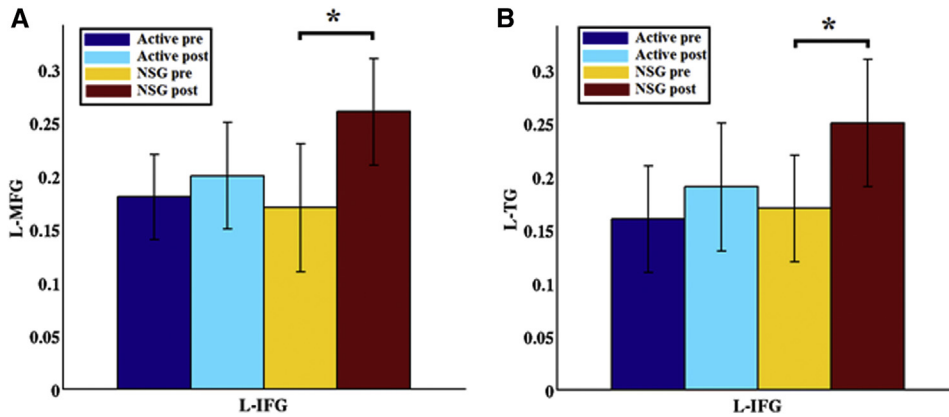 A
*
Active pre
Active post
NSG pre
NSG post
0.3
0.25
0.2
0.15
0.1
0.05
0
L-MFG
L-IFG
B
*
Active pre
Active post
NSG pre
NSG post
0.3
0.25
0.2
0.15
0.1
0.05
0
L-TG
L-IFG